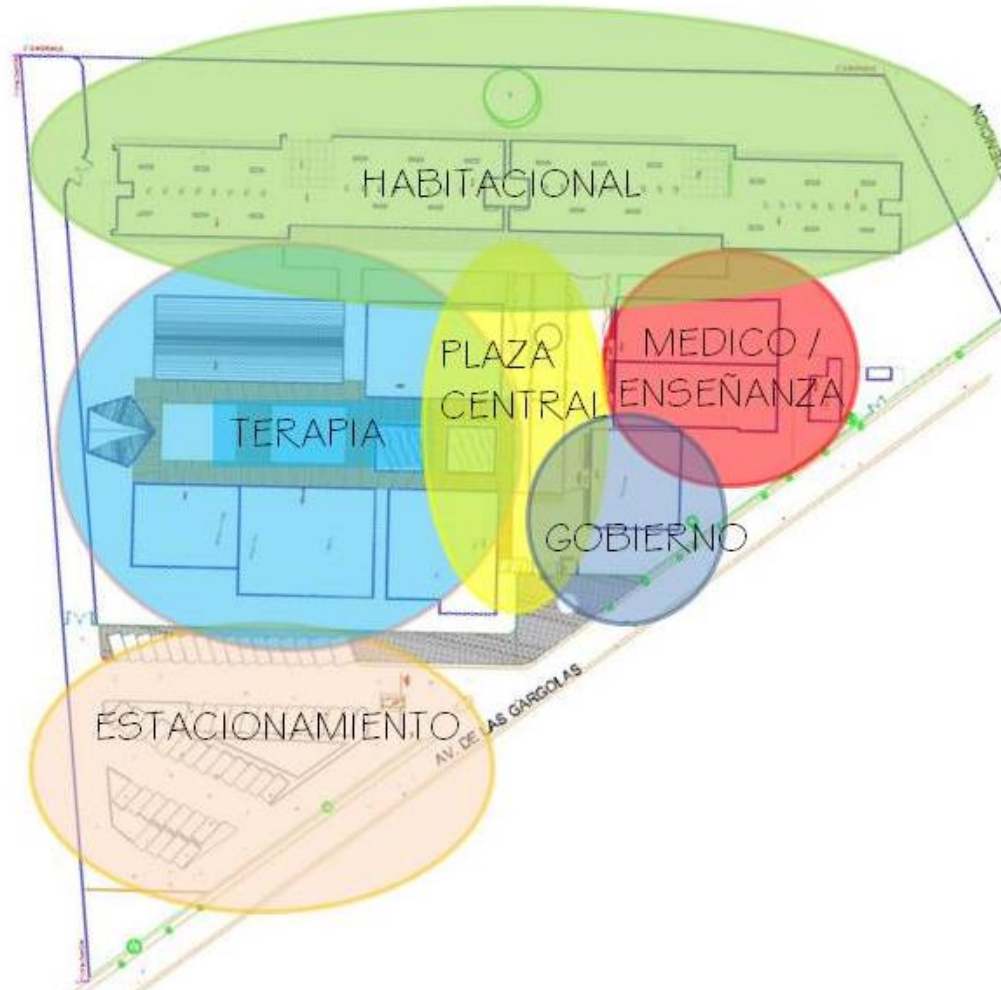 HABITACIONAL
PLAZA
CENTRAL
MEDICO /
ENSEÑANZA
TERAPIA
GOBIERNO
ESTACIONAMIENTO
AV. DE LAS GARGOLAS